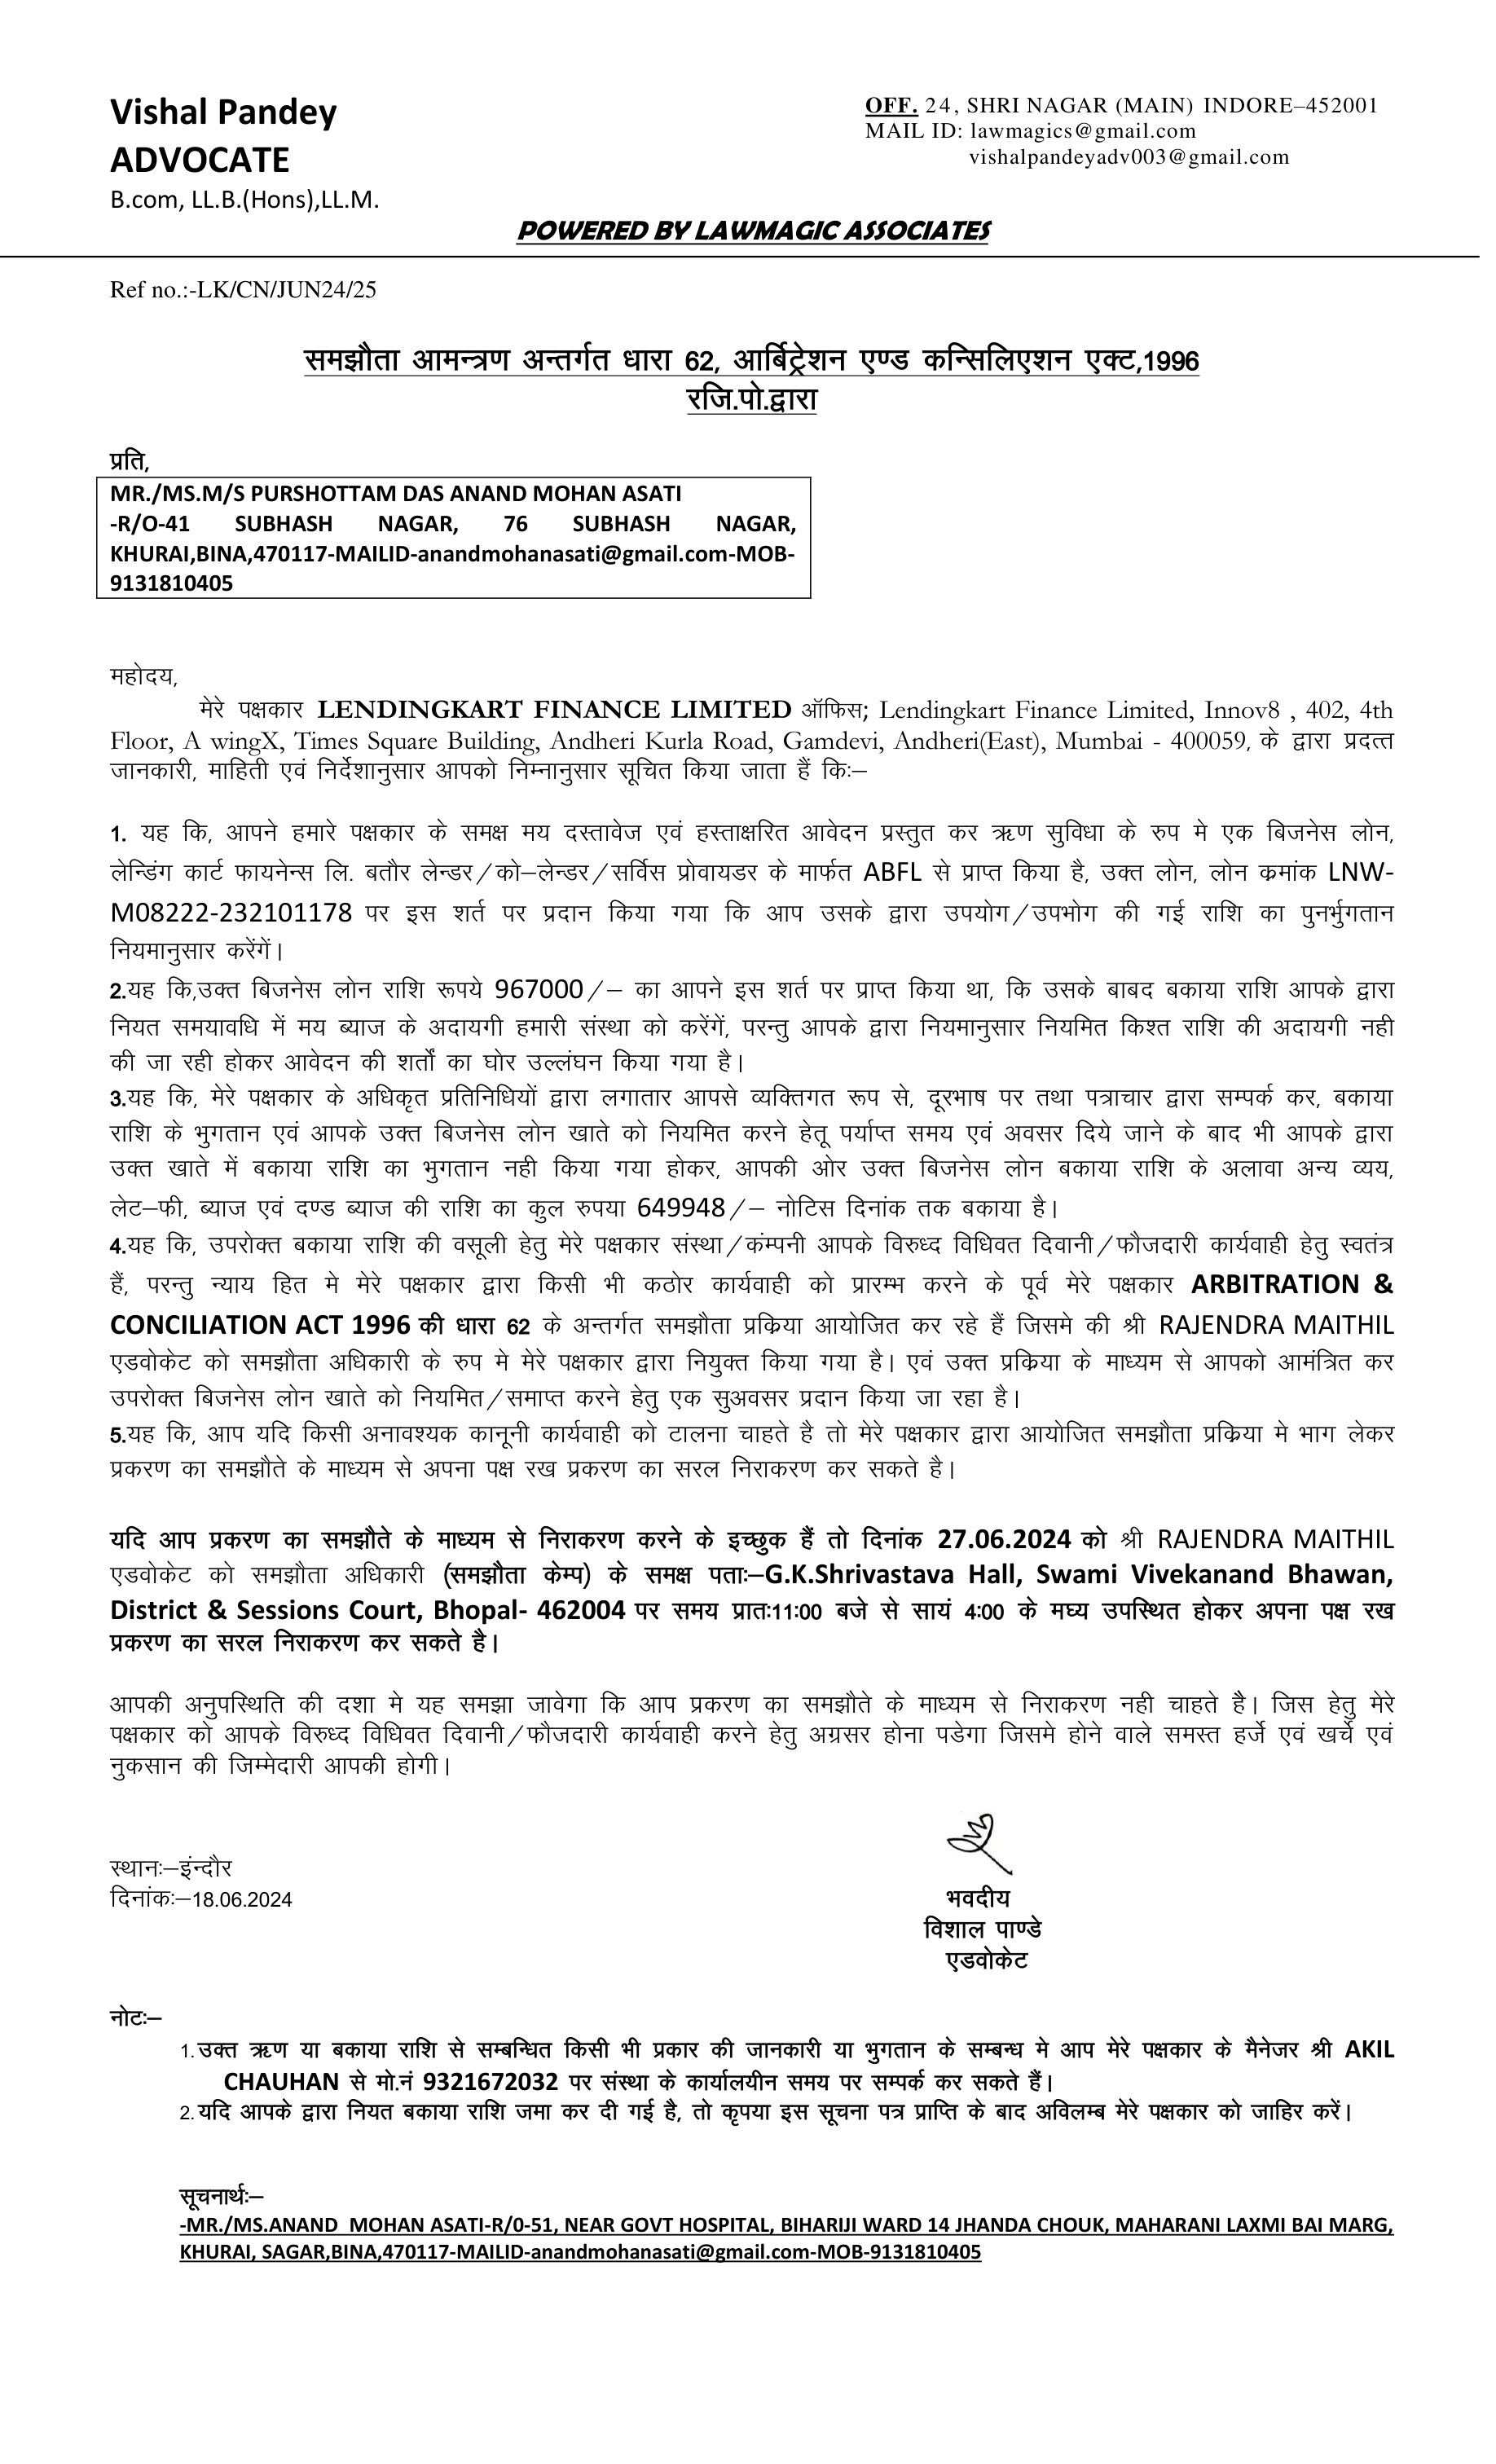 Vishal Pandey
ADVOCATE
B.com, LL.B.(Hons),LL.M.
OFF. 24, SHRI NAGAR (MAIN) INDORE–452001
MAIL ID: lawmagics@gmail.com
vishalpandeyadv003@gmail.com
POWERED BY LAWMAGIC ASSOCIATES
Ref no.:-LK/CN/JUN24/25
समझौता आमन्त्रण अन्तर्गत धारा 62, आर्बिट्रेशन एण्ड कन्सिलिएशन एक्ट,1996
रजि.पो.द्वारा
प्रति,
MR./MS.M/S PURSHOTTAM DAS ANAND MOHAN ASATI
-R/O-41 SUBHASH NAGAR, 76 SUBHASH NAGAR,
KHURAI,BINA,470117-MAILID-anandmohanasati@gmail.com-MOB-
9131810405
महोदय,
मेरे पक्षकार LENDINGKART FINANCE LIMITED ऑफिस; Lendingkart Finance Limited, Innov8 , 402, 4th
Floor, A wingX, Times Square Building, Andheri Kurla Road, Gamdevi, Andheri(East), Mumbai - 400059, के द्वारा प्रदत्त
जानकारी, माहिती एवं निर्देशानुसार आपको निम्नानुसार सूचित किया जाता हैं कि:–
1. यह कि, आपने हमारे पक्षकार के समक्ष मय दस्तावेज एवं हस्ताक्षरित आवेदन प्रस्तुत कर ऋण सुविधा के रुप मे एक बिजनेस लोन,
लेन्डिंग कार्ट फायनेन्स लि. बतौर लेन्डर/को–लेन्डर/सर्विस प्रोवायडर के मार्फत ABFL से प्राप्त किया है, उक्त लोन, लोन क्रमांक LNW-
M08222-232101178 पर इस शर्त पर प्रदान किया गया कि आप उसके द्वारा उपयोग/उपभोग की गई राशि का पुनर्भुगतान
नियमानुसार करेंगें।
2.यह कि,उक्त बिजनेस लोन राशि रूपये 967000/– का आपने इस शर्त पर प्राप्त किया था, कि उसके बाबद बकाया राशि आपके द्वारा
नियत समयावधि में मय ब्याज के अदायगी हमारी संस्था को करेंगें, परन्तु आपके द्वारा नियमानुसार नियमित किश्त राशि की अदायगी नही
की जा रही होकर आवेदन की शर्तों का घोर उल्लंघन किया गया है।
3.यह कि, मेरे पक्षकार के अधिकृत प्रतिनिधियों द्वारा लगातार आपसे व्यक्तिगत रूप से, दूरभाष पर तथा पत्राचार द्वारा सम्पर्क कर, बकाया
राशि के भुगतान एवं आपके उक्त बिजनेस लोन खाते को नियमित करने हेतू पर्याप्त समय एवं अवसर दिये जाने के बाद भी आपके द्वारा
उक्त खाते में बकाया राशि का भुगतान नही किया गया होकर, आपकी ओर उक्त बिजनेस लोन बकाया राशि के अलावा अन्य व्यय,
लेट–फी, ब्याज एवं दण्ड ब्याज की राशि का कुल रुपया 649948/– नोटिस दिनांक तक बकाया है।
4.यह कि, उपरोक्त बकाया राशि की वसूली हेतु मेरे पक्षकार संस्था/कंम्पनी आपके विरुध्द विधिवत दिवानी/फौजदारी कार्यवाही हेतु स्वतंत्र
हैं, परन्तु न्याय हित मे मेरे पक्षकार द्वारा किसी भी कठोर कार्यवाही को प्रारम्भ करने के पूर्व मेरे पक्षकार ARBITRATION &
CONCILIATION ACT 1996 की धारा 62 के अन्तर्गत समझौता प्रक्रिया आयोजित कर रहे हैं जिसमे की श्री RAJENDRA MAITHIL
एडवोकेट को समझौता अधिकारी के रुप मे मेरे पक्षकार द्वारा नियुक्त किया गया है। एवं उक्त प्रक्रिया के माध्यम से आपको आमंत्रित कर
उपरोक्त बिजनेस लोन खाते को नियमित/समाप्त करने हेतु एक सुअवसर प्रदान किया जा रहा है।
5.यह कि, आप यदि किसी अनावश्यक कानूनी कार्यवाही को टालना चाहते है तो मेरे पक्षकार द्वारा आयोजित समझौता प्रक्रिया मे भाग लेकर
प्रकरण का समझौते के माध्यम से अपना पक्ष रख प्रकरण का सरल निराकरण कर सकते है।
यदि आप प्रकरण का समझौते के माध्यम से निराकरण करने के इच्छुक हैं तो दिनांक 27.06.2024 को श्री RAJENDRA MAITHIL
एडवोकेट को समझौता अधिकारी (समझौता केम्प) के समक्ष पता:–G.K.Shrivastava Hall, Swami Vivekanand Bhawan,
District & Sessions Court, Bhopal- 462004 पर समय प्रात:11:00 बजे से सायं 4:00 के मघ्य उपस्थित होकर अपना पक्ष रख
प्रकरण का सरल निराकरण कर सकते है।
आपकी अनुपस्थिति की दशा मे यह समझा जावेगा कि आप प्रकरण का समझौते के माध्यम से निराकरण नही चाहते है। जिस हेतु मेरे
पक्षकार को आपके विरुध्द विधिवत दिवानी/फौजदारी कार्यवाही करने हेतु अग्रसर होना पडेगा जिसमे होने वाले समस्त हर्जे एवं खर्चे एवं
नुकसान की जिम्मेदारी आपकी होगी।
स्थान:–इंन्दौर
दिनांक:–18.06.2024
भवदीय
विशाल पाण्डे
एडवोकेट
नोट:–
1. उक्त ऋण या बकाया राशि से सम्बन्धित किसी भी प्रकार की जानकारी या भुगतान के सम्बन्ध मे आप मेरे पक्षकार के मैनेजर श्री AKIL
CHAUHAN से मो.नं 9321672032 पर संस्था के कार्यालयीन समय पर सम्पर्क कर सकते हैं।
2. यदि आपके द्वारा नियत बकाया राशि जमा कर दी गई है, तो कृपया इस सूचना पत्र प्राप्ति के बाद अविलम्ब मेरे पक्षकार को जाहिर करें।
सूचनार्थ:–
-MR./MS.ANAND MOHAN ASATI-R/0-51, NEAR GOVT HOSPITAL, BIHARIJI WARD 14 JHANDA CHOUK, MAHARANI LAXMI BAI MARG,
KHURAI, SAGAR,BINA,470117-MAILID-anandmohanasati@gmail.com-MOB-9131810405